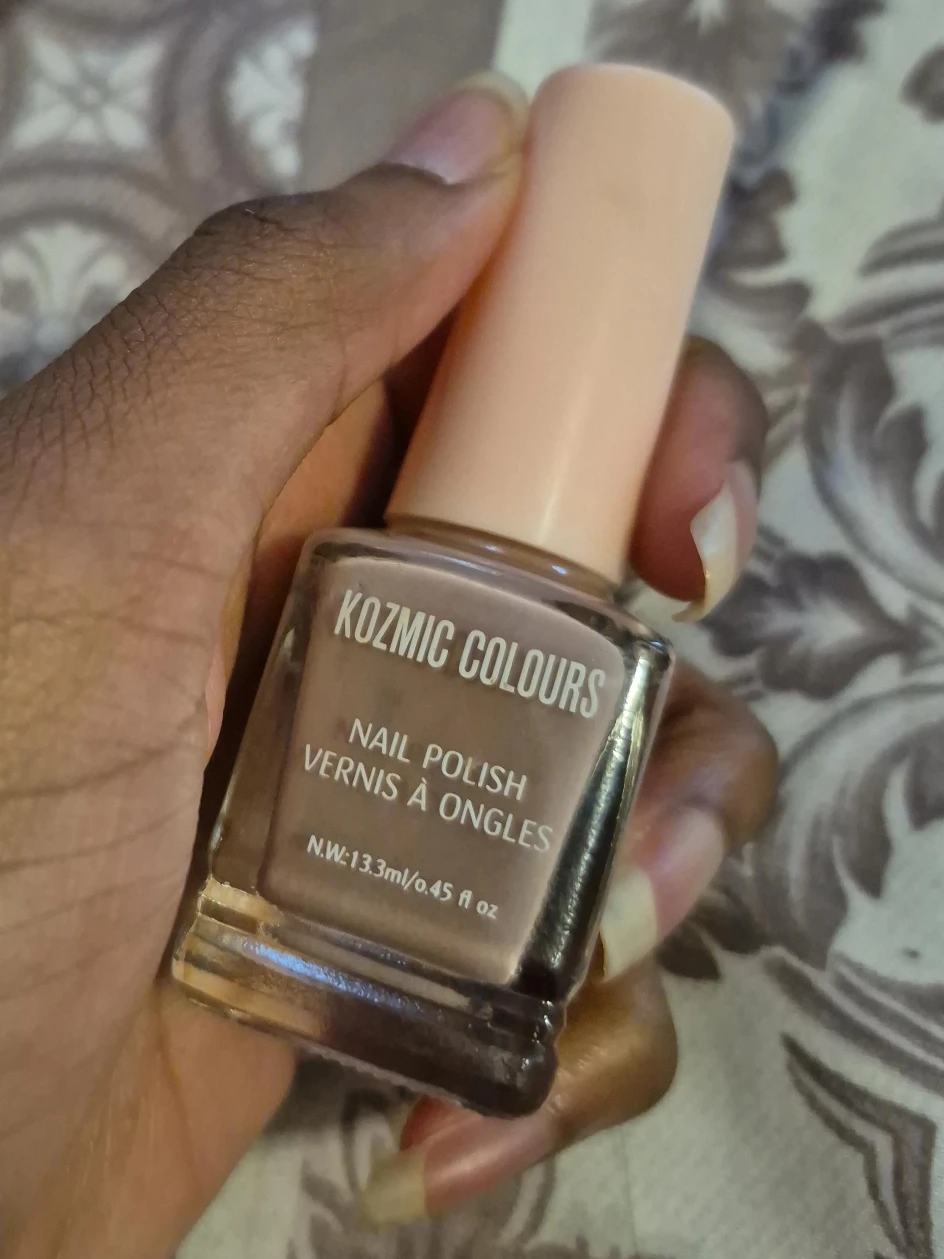 KOZMIC COLOURS
NAIL POLISH
VERNIS À ONGLES
N.W.:13.3ml/0.45 fl oz